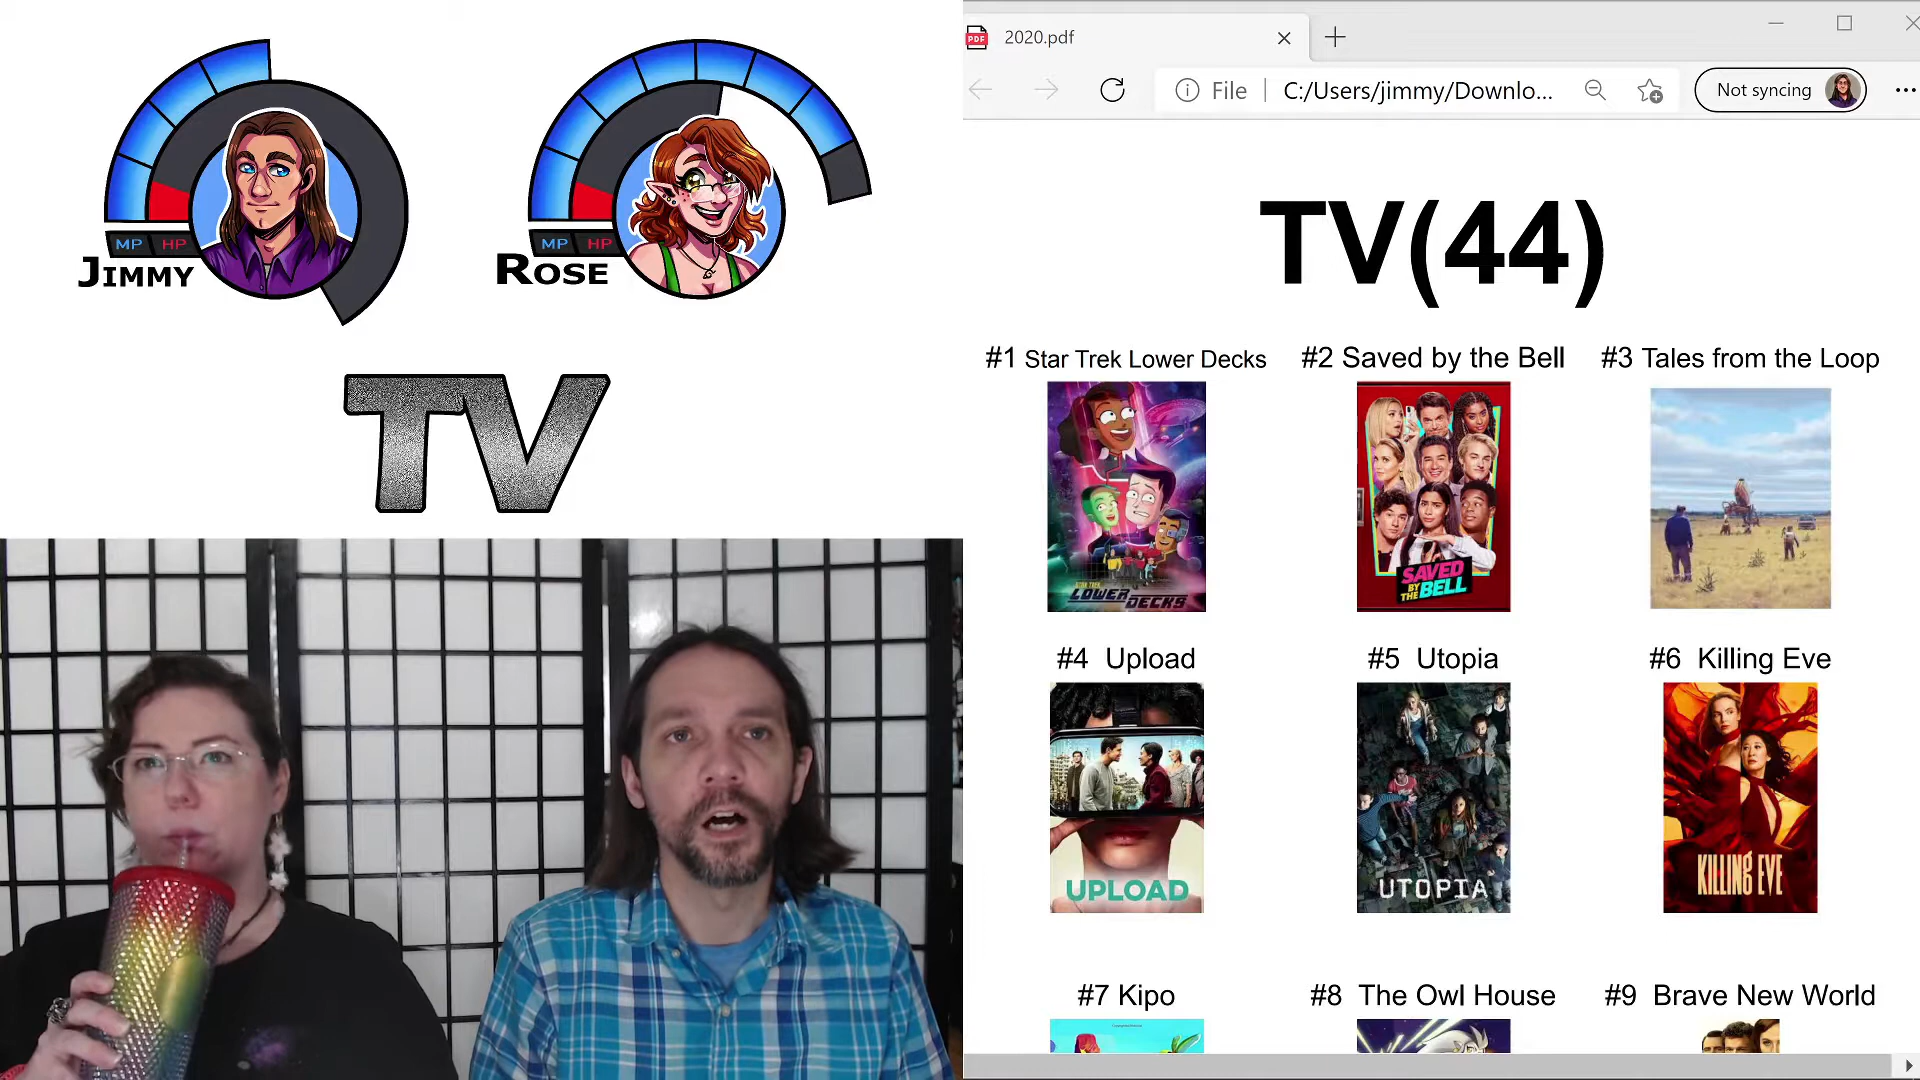 MP HP
JIMMY
MP HP
ROSE
TV
2020.pdf
File
C:/Users/jimmy/Downlo...
Not syncing
TV(44)
#1 Star Trek Lower Decks
#2 Saved by the Bell
#3 Tales from the Loop
STAR TREK
LOWER DECKS
SAVED
BY THE BELL
#4 Upload
#5 Utopia
#6 Killing Eve
UPLOAD
UTOPIA
KILLING EVE
#7 Kipo
#8 The Owl House
#9 Brave New World